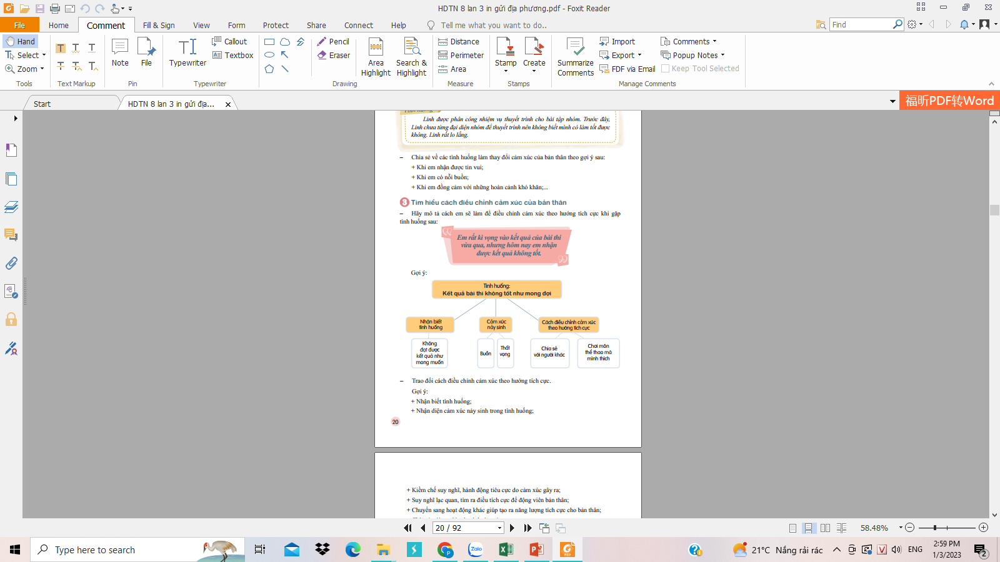 HDTN 8 lan 3 in gửi địa phương.pdf - Foxit Reader
File Home Comment Fill & Sign View Form Protect Share Connect Help Tell me what you want to do.. Find
Hand
Select
Zoom
Tools
Text Markup
Note
File
Pin
Typewriter
Callout
Textbox
Typewriter
Pencil
Eraser
Area Highlight
Search & Highlight
Drawing
Distance
Perimeter
Area
Measure
Stamp
Create
Stamps
Summarize Comments
Import
Export
FDF via Email
Comments
Popup Notes
Keep Tool Selected
Manage Comments
Start
HDTN 8 lan 3 in gửi địa...
福昕PDF转Word
Linh được phân công nhiệm vụ thuyết trình cho bài tập nhóm. Trước đây,
Linh chưa từng đại diện nhóm để thuyết trình nên không biết mình có làm tốt được
không. Linh rất lo lắng.
– Chia sẻ về các tình huống làm thay đổi cảm xúc của bản thân theo gợi ý sau:
+ Khi em nhận được tin vui;
+ Khi em có nỗi buồn;
+ Khi em đồng cảm với những hoàn cảnh khó khăn;...
3 Tìm hiểu cách điều chỉnh cảm xúc của bản thân
– Hãy mô tả cách em sẽ làm để điều chỉnh cảm xúc theo hướng tích cực khi gặp
tình huống sau:
Em rất kì vọng vào kết quả của bài thi
vừa qua, nhưng hôm nay em nhận
được kết quả không tốt.
Gợi ý:
Tình huống:
Kết quả bài thi không tốt như mong đợi
Nhận biết
tình huống
Cảm xúc
nảy sinh
Cách điều chỉnh cảm xúc
theo hướng tích cực
Không
đạt được
kết quả như
mong muốn
Buồn
Thất
vọng
Chia sẻ
với người khác
Chơi môn
thể thao mà
mình thích
– Trao đổi cách điều chỉnh cảm xúc theo hướng tích cực.
Gợi ý:
+ Nhận biết tình huống;
+ Nhận diện cảm xúc nảy sinh trong tình huống;
20
+ Kiềm chế suy nghĩ, hành động tiêu cực do cảm xúc gây ra;
+ Suy nghĩ lạc quan, tìm ra điều tích cực để động viên bản thân;
+ Chuyển sang hoạt động khác giúp tạo ra năng lượng tích cực cho bản thân;
20 / 92
58.48%
Type here to search
Zalo
21°C Nắng rải rác
ENG
2:59 PM
1/3/2023
2